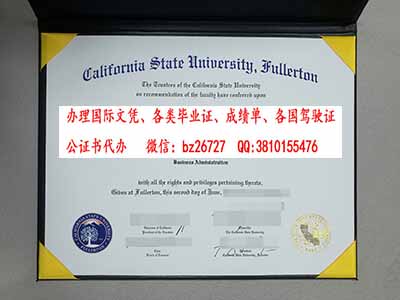 California State University, Fullerton
The Trustees of the California State University
on recommendation of the faculty have conferred upon
办理国际文凭、各类毕业证、成绩单、各国驾驶证
公证书代办 微信: bz26727 QQ:3810155476
Business Administration
with all the rights and privileges pertaining thereto.
Given at Fullerton, this second day of June,